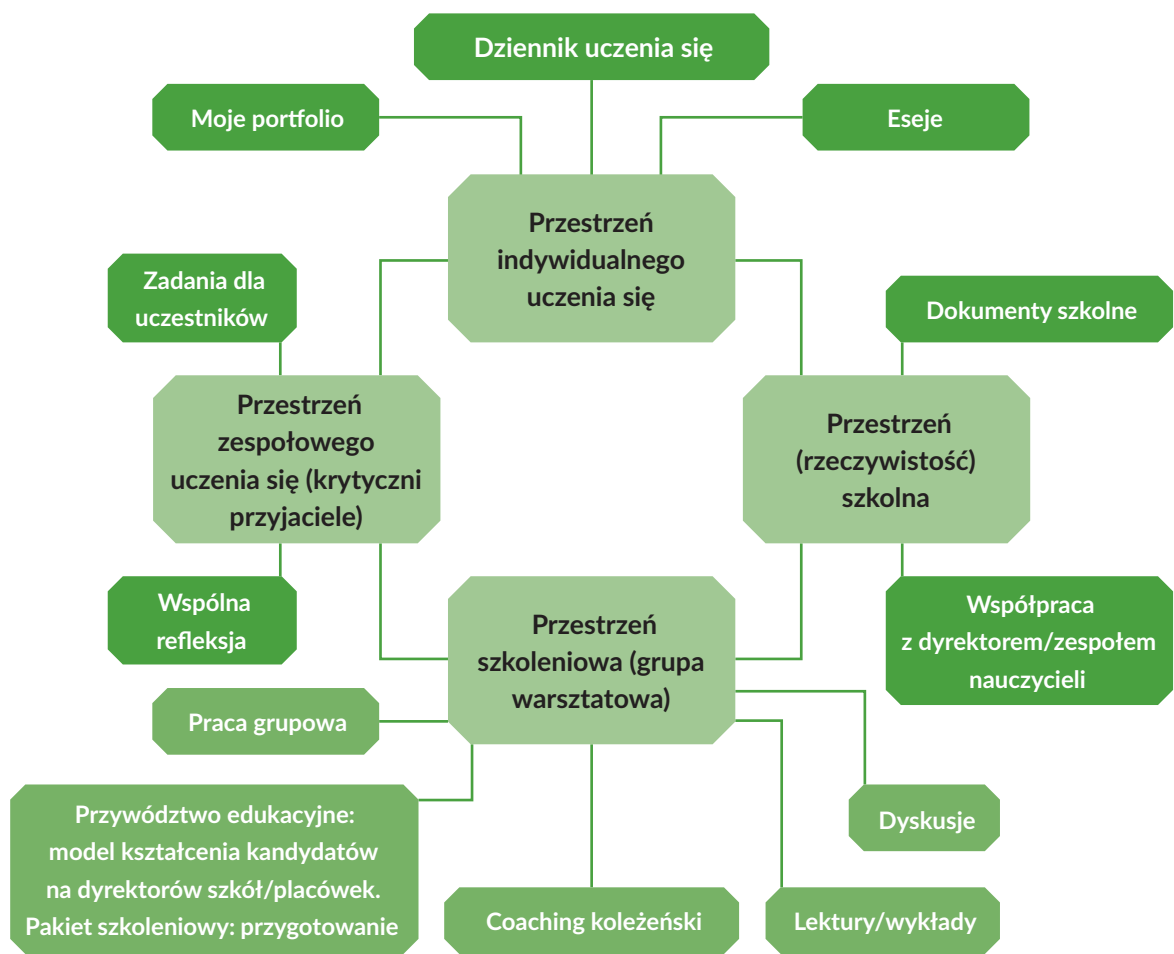 Dziennik uczenia się
Moje portfolio
Eseje
Przestrzeń
indywidualnego
uczenia się
Zadania dla
uczestników
Dokumenty szkolne
Przestrzeń
zespołowego
uczenia się (krytyczni
przyjaciele)
Przestrzeń
(rzeczywistość)
szkolna
Wspólna
refleksja
Przestrzeń
szkoleniowa (grupa
warsztatowa)
Współpraca
z dyrektorem/zespołem
nauczycieli
Praca grupowa
Przywództwo edukacyjne:
model kształcenia kandydatów
na dyrektorów szkół/placówek.
Pakiet szkoleniowy: przygotowanie
Dyskusje
Coaching koleżeński
Lektury/wykłady